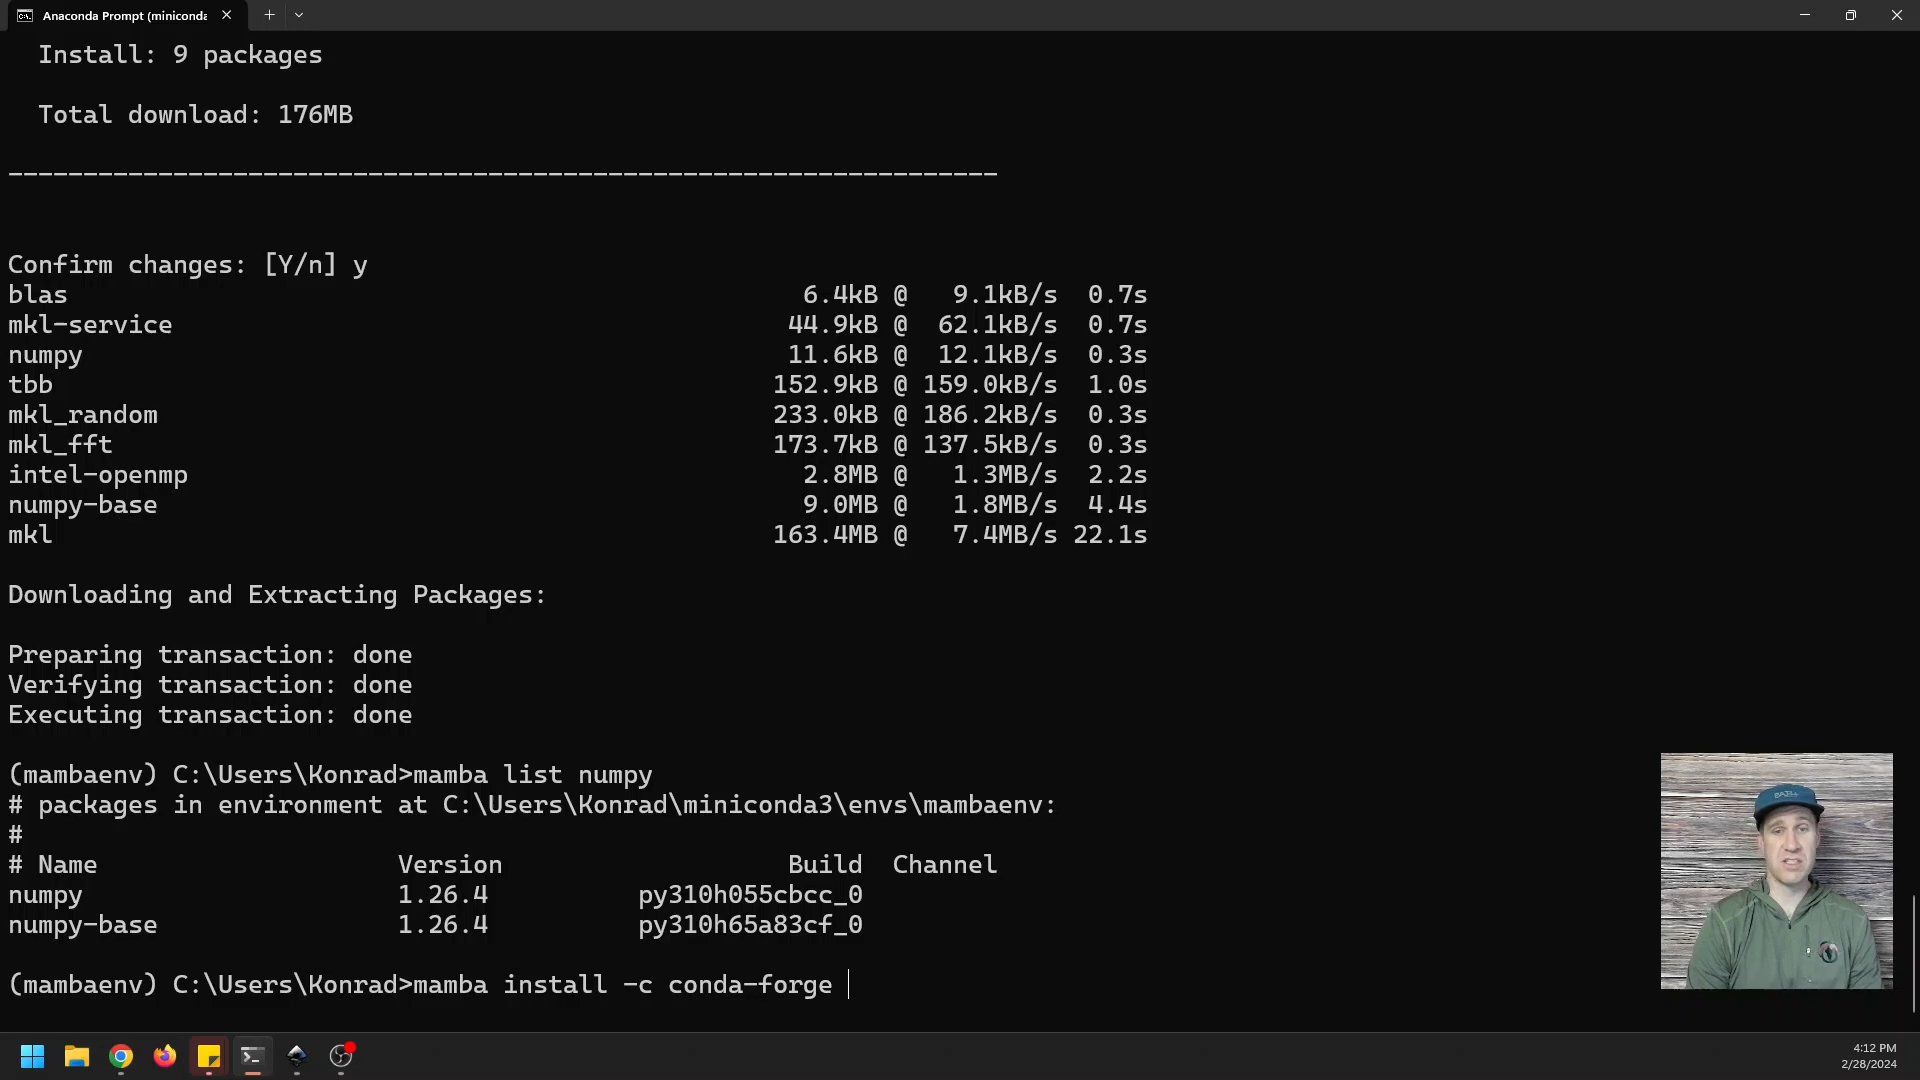 Anaconda Prompt (miniconda
Install: 9 packages
Total download: 176MB
Confirm changes: [Y/n] y
blas 6.4kB @ 9.1kB/s 0.7s
mkl-service 44.9kB @ 62.1kB/s 0.7s
numpy 11.6kB @ 12.1kB/s 0.3s
tbb 152.9kB @ 159.0kB/s 1.0s
mkl_random 233.0kB @ 186.2kB/s 0.3s
mkl_fft 173.7kB @ 137.5kB/s 0.3s
intel-openmp 2.8MB @ 1.3MB/s 2.2s
numpy-base 9.0MB @ 1.8MB/s 4.4s
mkl 163.4MB @ 7.4MB/s 22.1s
Downloading and Extracting Packages:
Preparing transaction: done
Verifying transaction: done
Executing transaction: done
(mambaenv) C:\Users\Konrad>mamba list numpy
# packages in environment at C:\Users\Konrad\miniconda3\envs\mambaenv:
#
# Name Version Build Channel
numpy 1.26.4 py310h055cbcc_0
numpy-base 1.26.4 py310h65a83cf_0
(mambaenv) C:\Users\Konrad>mamba install -c conda-forge
4:12 PM
2/28/2024